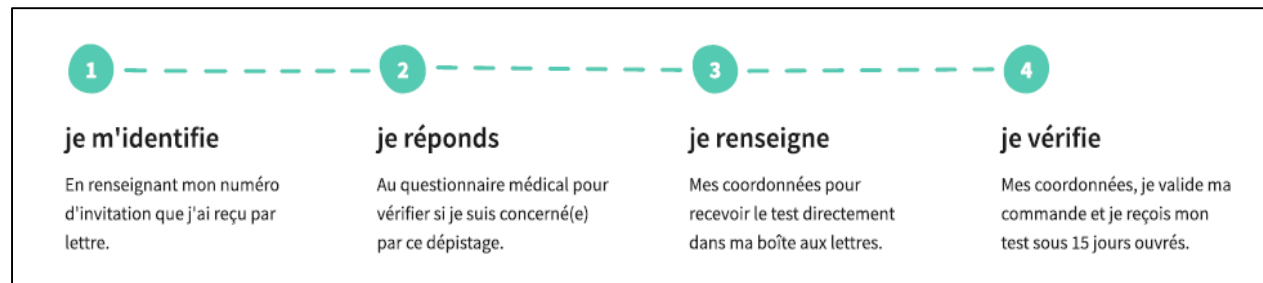 1
2
3
4
je m'identifie
En renseignant mon numéro
d'invitation que j'ai reçu par
lettre.
je réponds
Au questionnaire médical pour
vérifier si je suis concerné(e)
par ce dépistage.
je renseigne
Mes coordonnées pour
recevoir le test directement
dans ma boîte aux lettres.
je vérifie
Mes coordonnées, je valide ma
commande et je reçois mon
test sous 15 jours ouvrés.